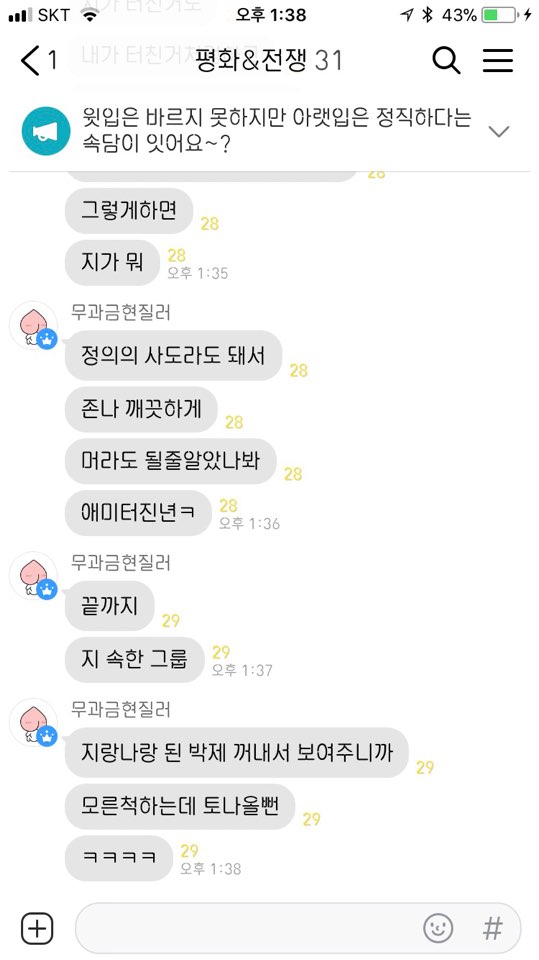 SKT 오후 1:38 43%
1 평화&전쟁 31
윗입은 바르지 못하지만 아랫입은 정직하다는
속담이 잇어요~?
28
그렇게하면 28
지가 뭐 28
오후 1:35
무과금현질러
정의의 사도라도 돼서 28
존나 깨끗하게 28
머라도 될줄알았나봐 28
애미터진년ㅋ 28
오후 1:36
무과금현질러
끝까지 29
지 속한 그룹 29
오후 1:37
무과금현질러
지랑나랑 된 박제 꺼내서 보여주니까 29
모른척하는데 토나올뻔 29
ㅋㅋㅋㅋ 29
오후 1:38
#